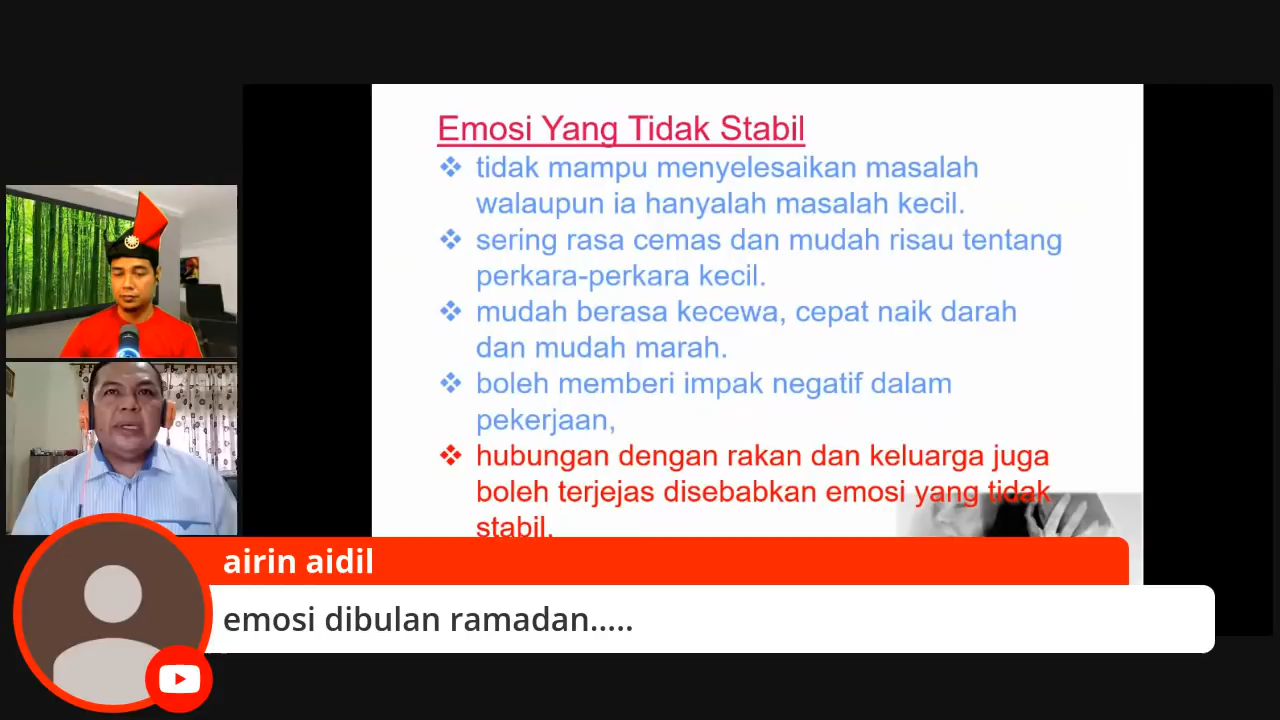 Emosi Yang Tidak Stabil
❖ tidak mampu menyelesaikan masalah
walaupun ia hanyalah masalah kecil.
❖ sering rasa cemas dan mudah risau tentang
perkara-perkara kecil.
❖ mudah berasa kecewa, cepat naik darah
dan mudah marah.
❖ boleh memberi impak negatif dalam
pekerjaan,
❖ hubungan dengan rakan dan keluarga juga
boleh terjejas disebabkan emosi yang tidak
stabil.
airin aidil
emosi dibulan ramadan.....